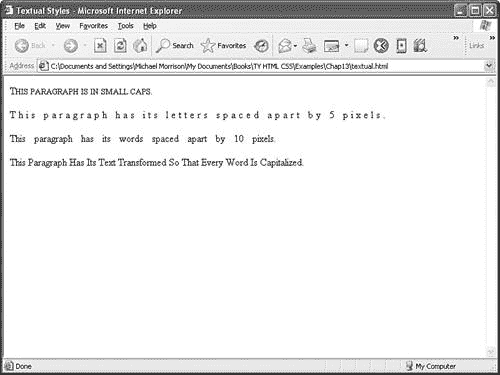 Textual Styles - Microsoft Internet Explorer
File Edit View Favorites Tools Help
Back Search Favorites Links
Address C:\Documents and Settings\Michael Morrison\My Documents\Books\TY HTML CSS\Examples\Chap13\textual.html
THIS PARAGRAPH IS IN SMALL CAPS.
This paragraph has its letters spaced apart by 5 pixels.
This paragraph has its words spaced apart by 10 pixels.
This Paragraph Has Its Text Transformed So That Every Word Is Capitalized.
Done My Computer